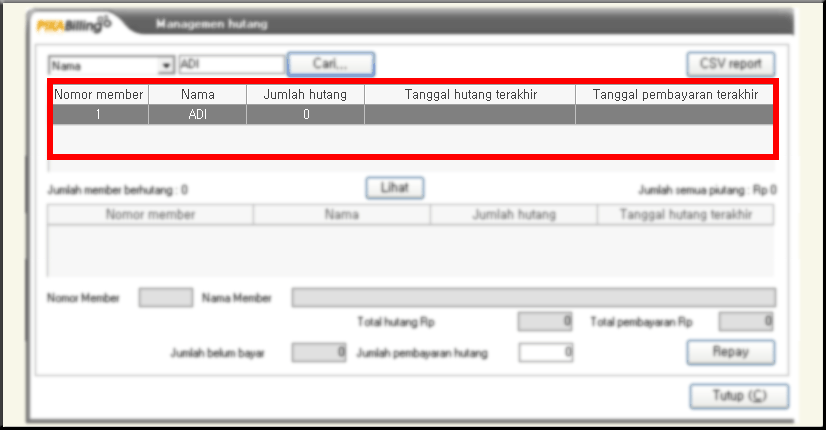 PIKABilling Managemen hutang
Nama ADI Cari... CSV report
Nomor member Nama Jumlah hutang Tanggal hutang terakhir Tanggal pembayaran terakhir
1 ADI 0
Jumlah member berhutang : 0 Lihat Jumlah semua piutang : Rp 0
Nomor member Nama Jumlah hutang Tanggal hutang terakhir
Nomor Member Nama Member
Total hutang Rp 0 Total pembayaran Rp 0
Jumlah belum bayar 0 Jumlah pembayaran hutang 0 Repay
Tutup (C)